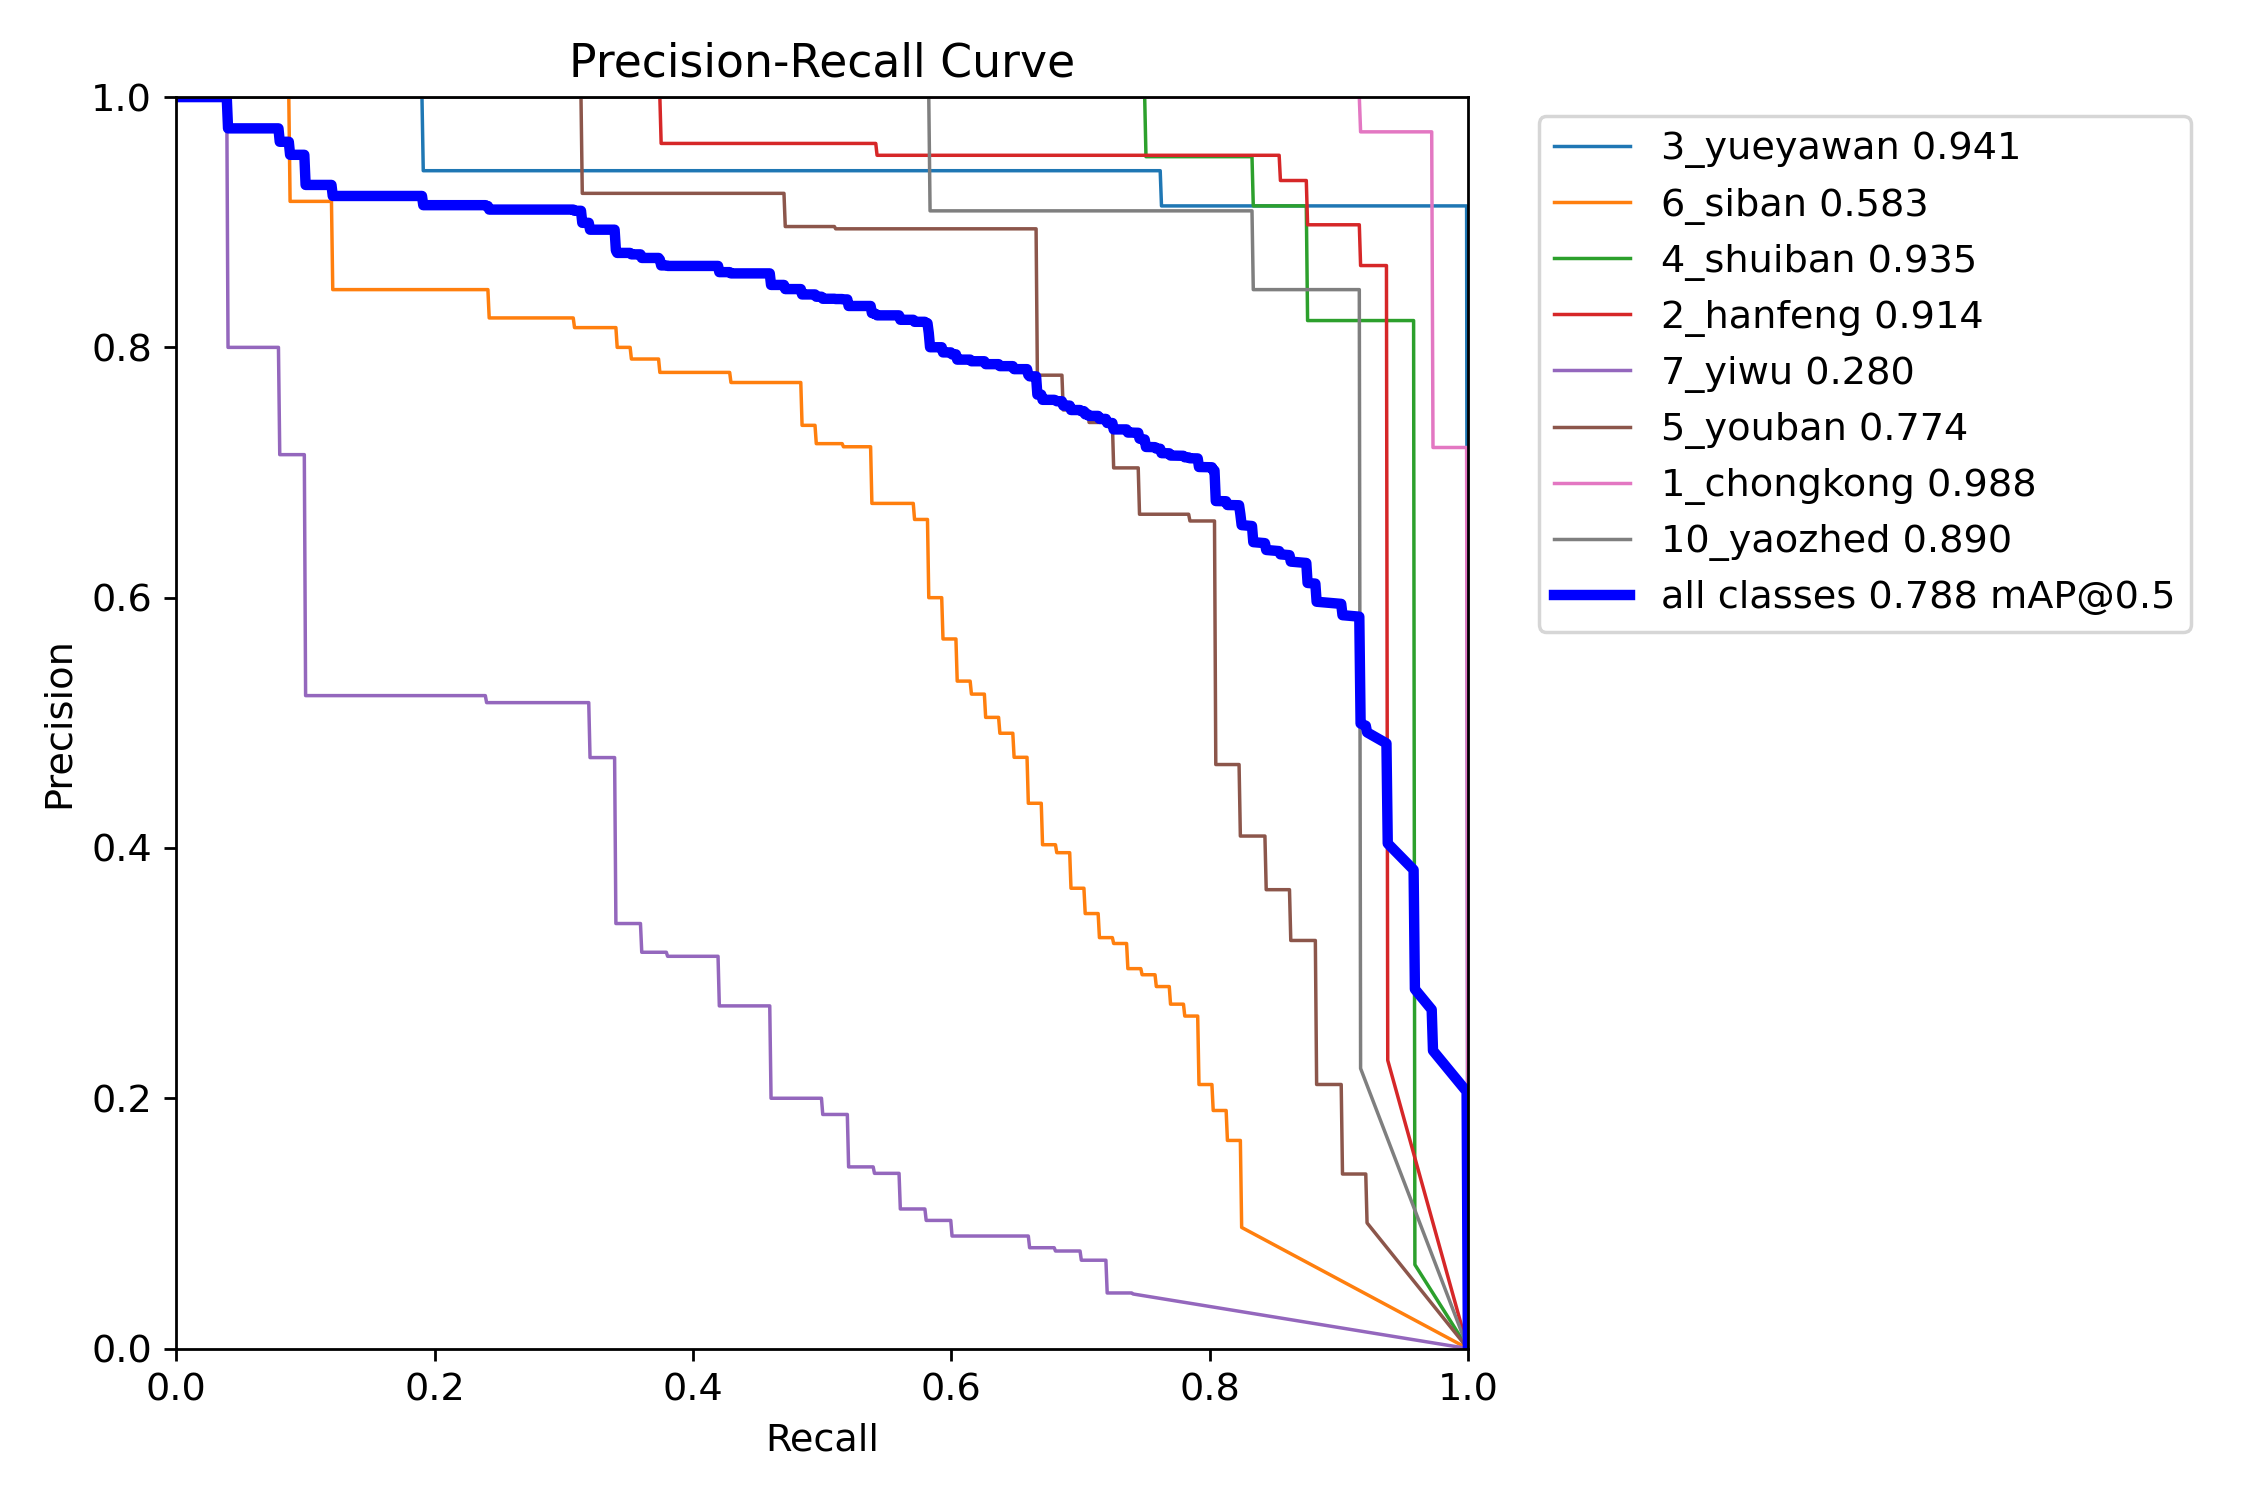 Precision-Recall Curve
1.0
0.8
0.6
0.4
0.2
0.0
Precision
0.0 0.2 0.4 0.6 0.8 1.0
Recall
3_yueyawan 0.941
6_siban 0.583
4_shuiban 0.935
2_hanfeng 0.914
7_yiwu 0.280
5_youban 0.774
1_chongkong 0.988
10_yaozhed 0.890
all classes 0.788 mAP@0.5